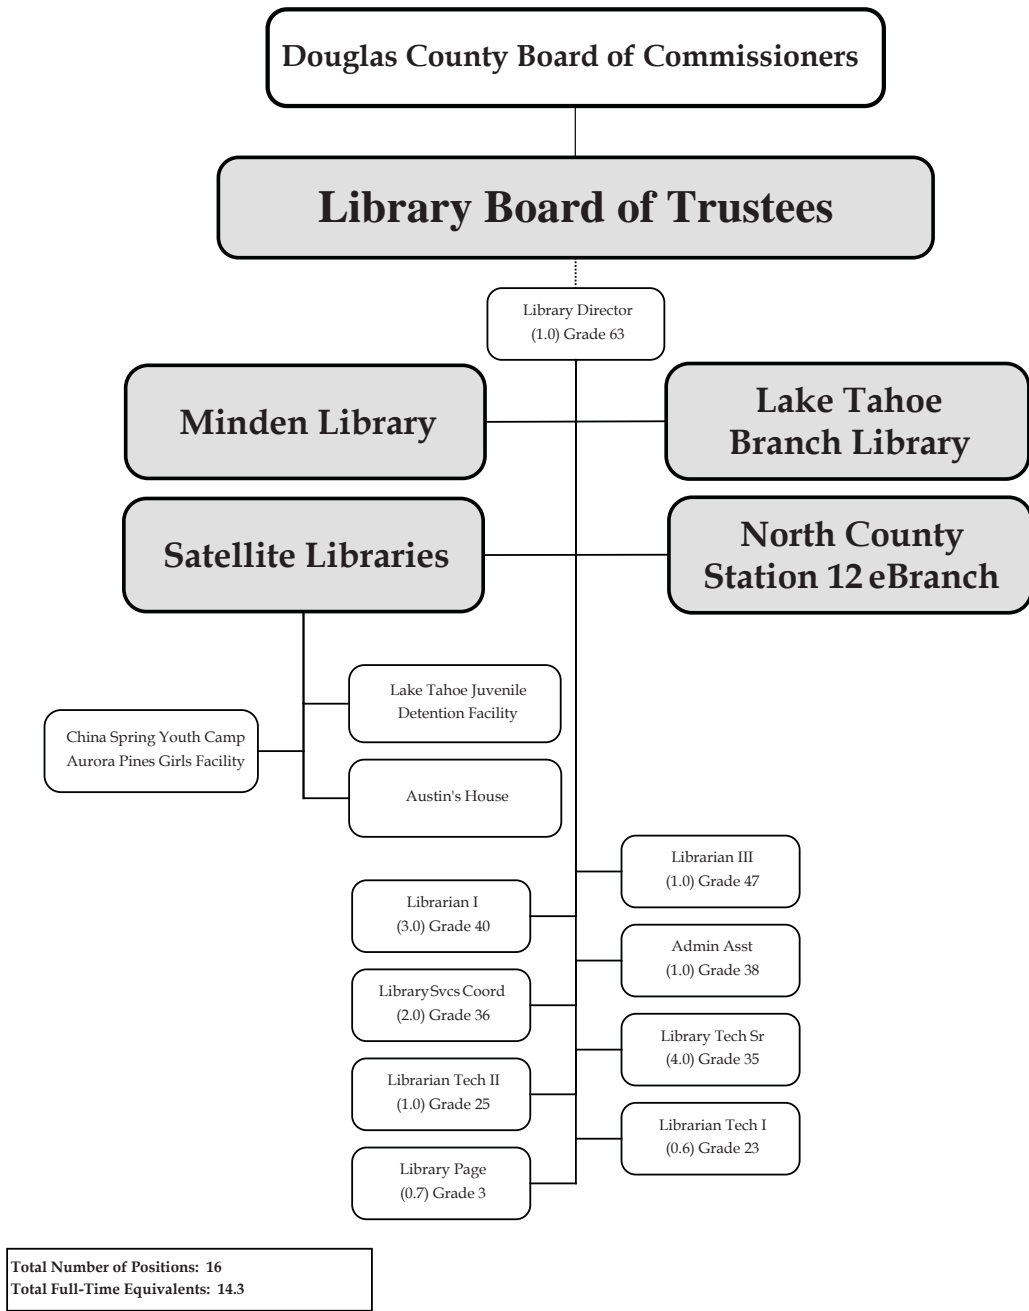 Douglas County Board of Commissioners
Library Board of Trustees
Library Director
(1.0) Grade 63
Minden Library
Lake Tahoe
Branch Library
Satellite Libraries
North County
Station 12 eBranch
Lake Tahoe Juvenile
Detention Facility
China Spring Youth Camp
Aurora Pines Girls Facility
Austin's House
Librarian III
(1.0) Grade 47
Librarian I
(3.0) Grade 40
Admin Asst
(1.0) Grade 38
Library Svcs Coord
(2.0) Grade 36
Library Tech Sr
(4.0) Grade 35
Librarian Tech II
(1.0) Grade 25
Librarian Tech I
(0.6) Grade 23
Library Page
(0.7) Grade 3
Total Number of Positions: 16
Total Full-Time Equivalents: 14.3